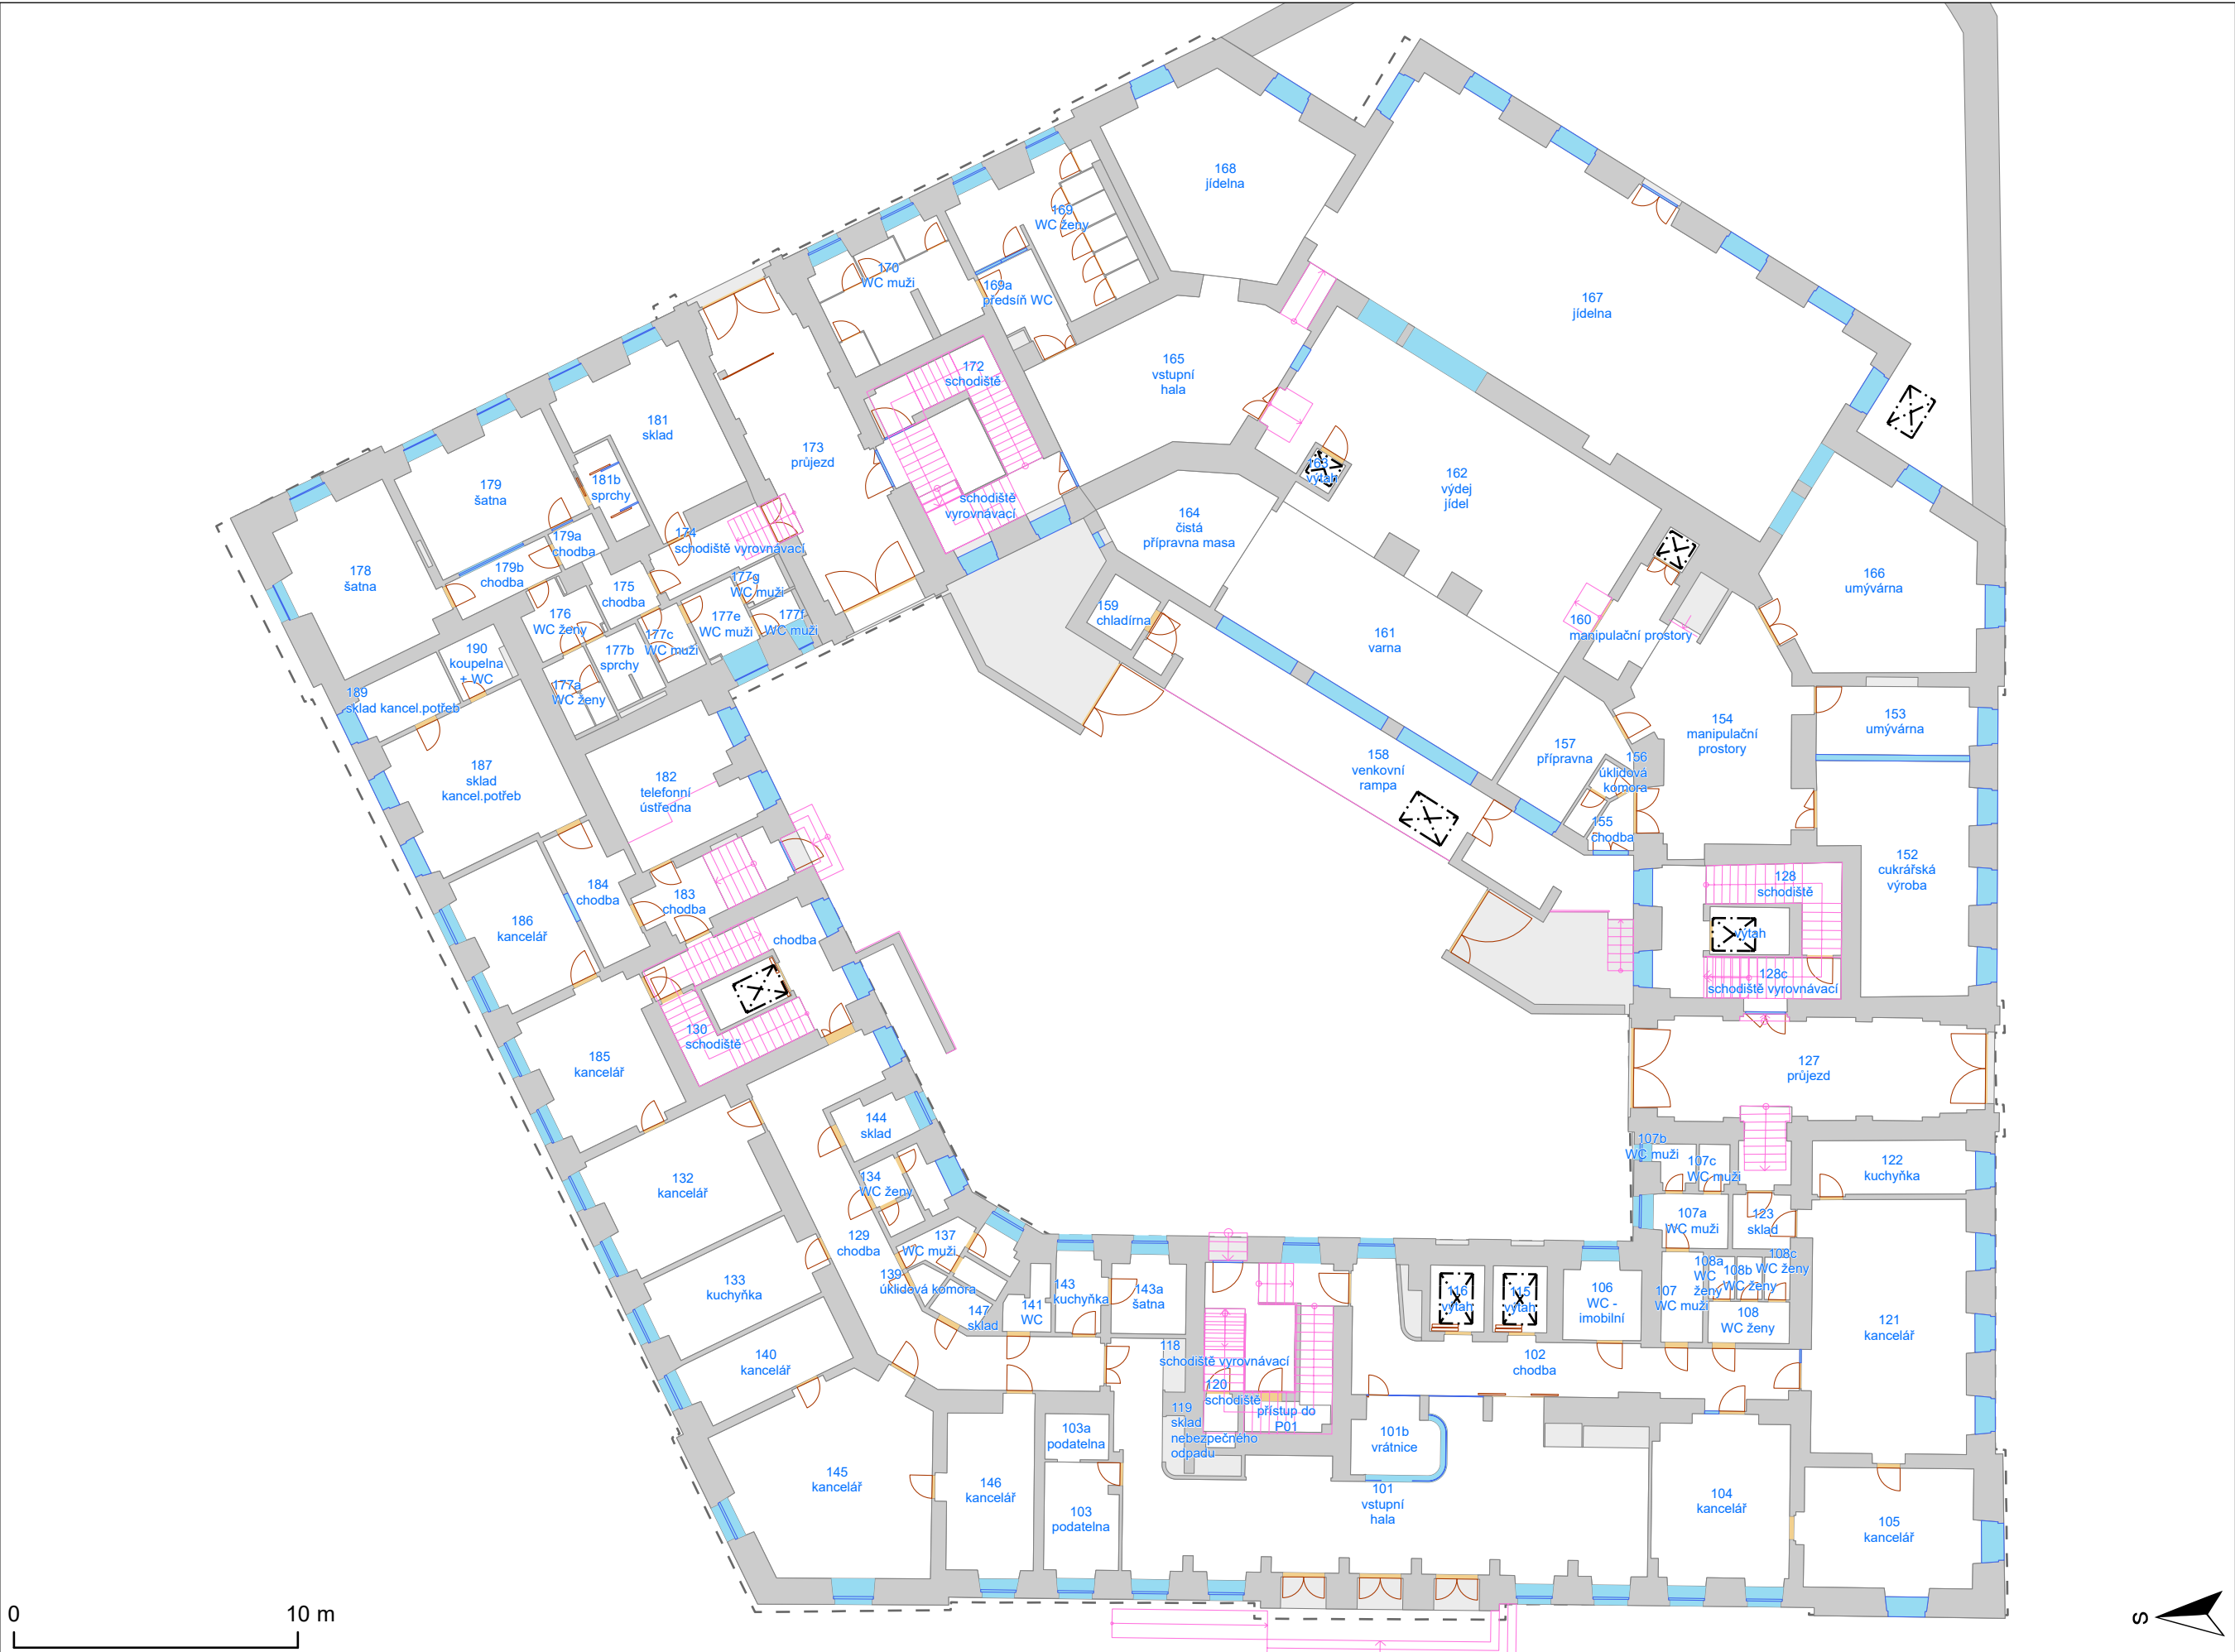 168
jídelna
169
WC ženy
170
WC muži
169a
předsíň WC
167
jídelna
165
vstupní
hala
172
schodiště
181
sklad
173
průjezd
179
šatna
181b
sprchy
schodiště
vyrovnávací
163
výtah
162
výdej
jídel
164
čistá
přípravna masa
174
schodiště vyrovnávací
179a
chodba
179b
chodba
178
šatna
175
chodba
177g
WC muži
176
WC ženy
177e
WC muži
177f
WC muži
177c
WC muži
177b
sprchy
177a
WC ženy
190
koupelna
+ WC
189
sklad kancel.potřeb
159
chladírna
161
varna
160
manipulační prostory
166
umývárna
153
umývárna
154
manipulační
prostory
157
přípravna
156
úklidová
komora
155
chodba
158
venkovní
rampa
187
sklad
kancel.potřeb
182
telefonní
ústředna
152
cukrářská
výroba
128
schodiště
výtah
128c
schodiště vyrovnávací
184
chodba
183
chodba
186
kancelář
chodba
130
schodiště
185
kancelář
127
průjezd
144
sklad
134
WC ženy
132
kancelář
129
chodba
137
WC muži
139
úklidová komora
147
sklad
133
kuchyňka
140
kancelář
141
WC
143
kuchyňka
143a
šatna
107b
WC muži
107c
WC muži
122
kuchyňka
107a
WC muži
123
sklad
108a
WC
ženy
108b
WC ženy
108c
WC ženy
107
WC muži
108
WC ženy
106
WC -
imobilní
116
výtah
115
výtah
121
kancelář
102
chodba
118
schodiště vyrovnávací
120
schodiště
přístup do
P01
119
sklad
nebezpečného
odpadu
101b
vrátnice
101
vstupní
hala
103a
podatelna
103
podatelna
145
kancelář
146
kancelář
104
kancelář
105
kancelář
0
10 m
S